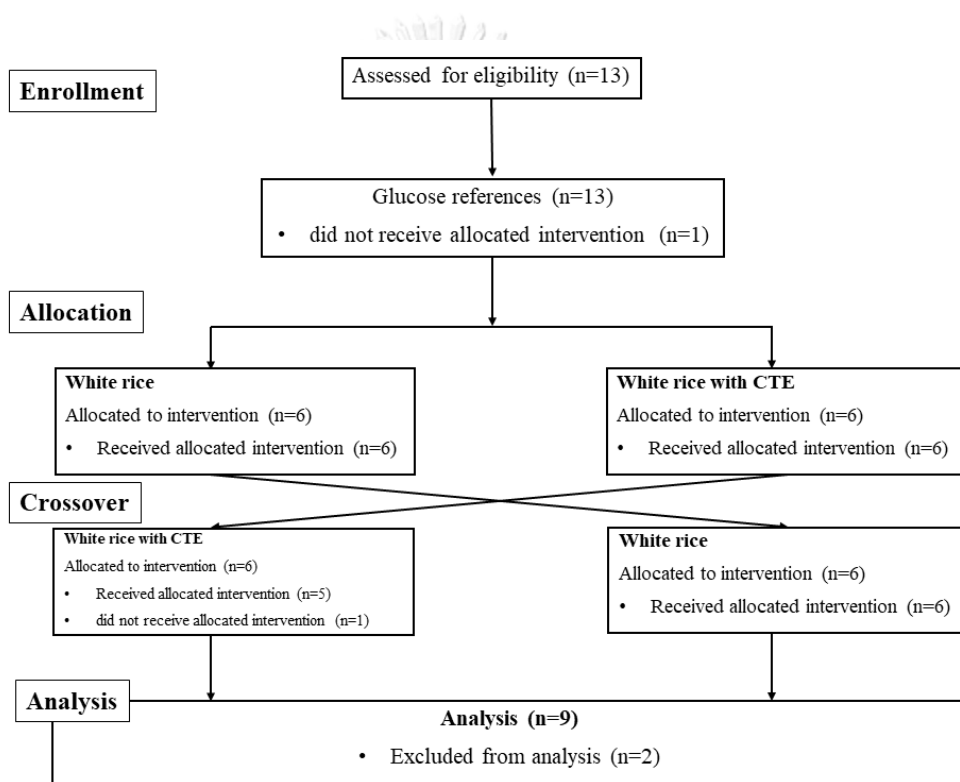 Enrollment
Assessed for eligibility (n=13)
Glucose references (n=13)
• did not receive allocated intervention (n=1)
Allocation
White rice
Allocated to intervention (n=6)
• Received allocated intervention (n=6)
White rice with CTE
Allocated to intervention (n=6)
• Received allocated intervention (n=6)
Crossover
White rice with CTE
Allocated to intervention (n=6)
• Received allocated intervention (n=5)
• did not receive allocated intervention (n=1)
White rice
Allocated to intervention (n=6)
• Received allocated intervention (n=6)
Analysis
Analysis (n=9)
• Excluded from analysis (n=2)